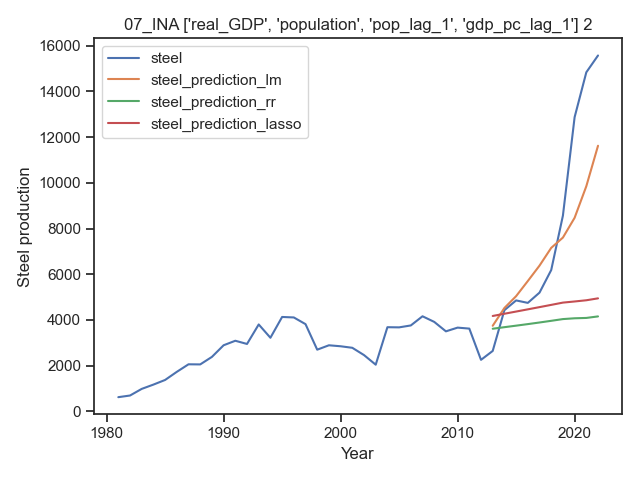 07_INA ['real_GDP', 'population', 'pop_lag_1', 'gdp_pc_lag_1'] 2
steel
steel_prediction_lm
steel_prediction_rr
steel_prediction_lasso
Steel production
16000
14000
12000
10000
8000
6000
4000
2000
0
1980 1990 2000 2010 2020
Year